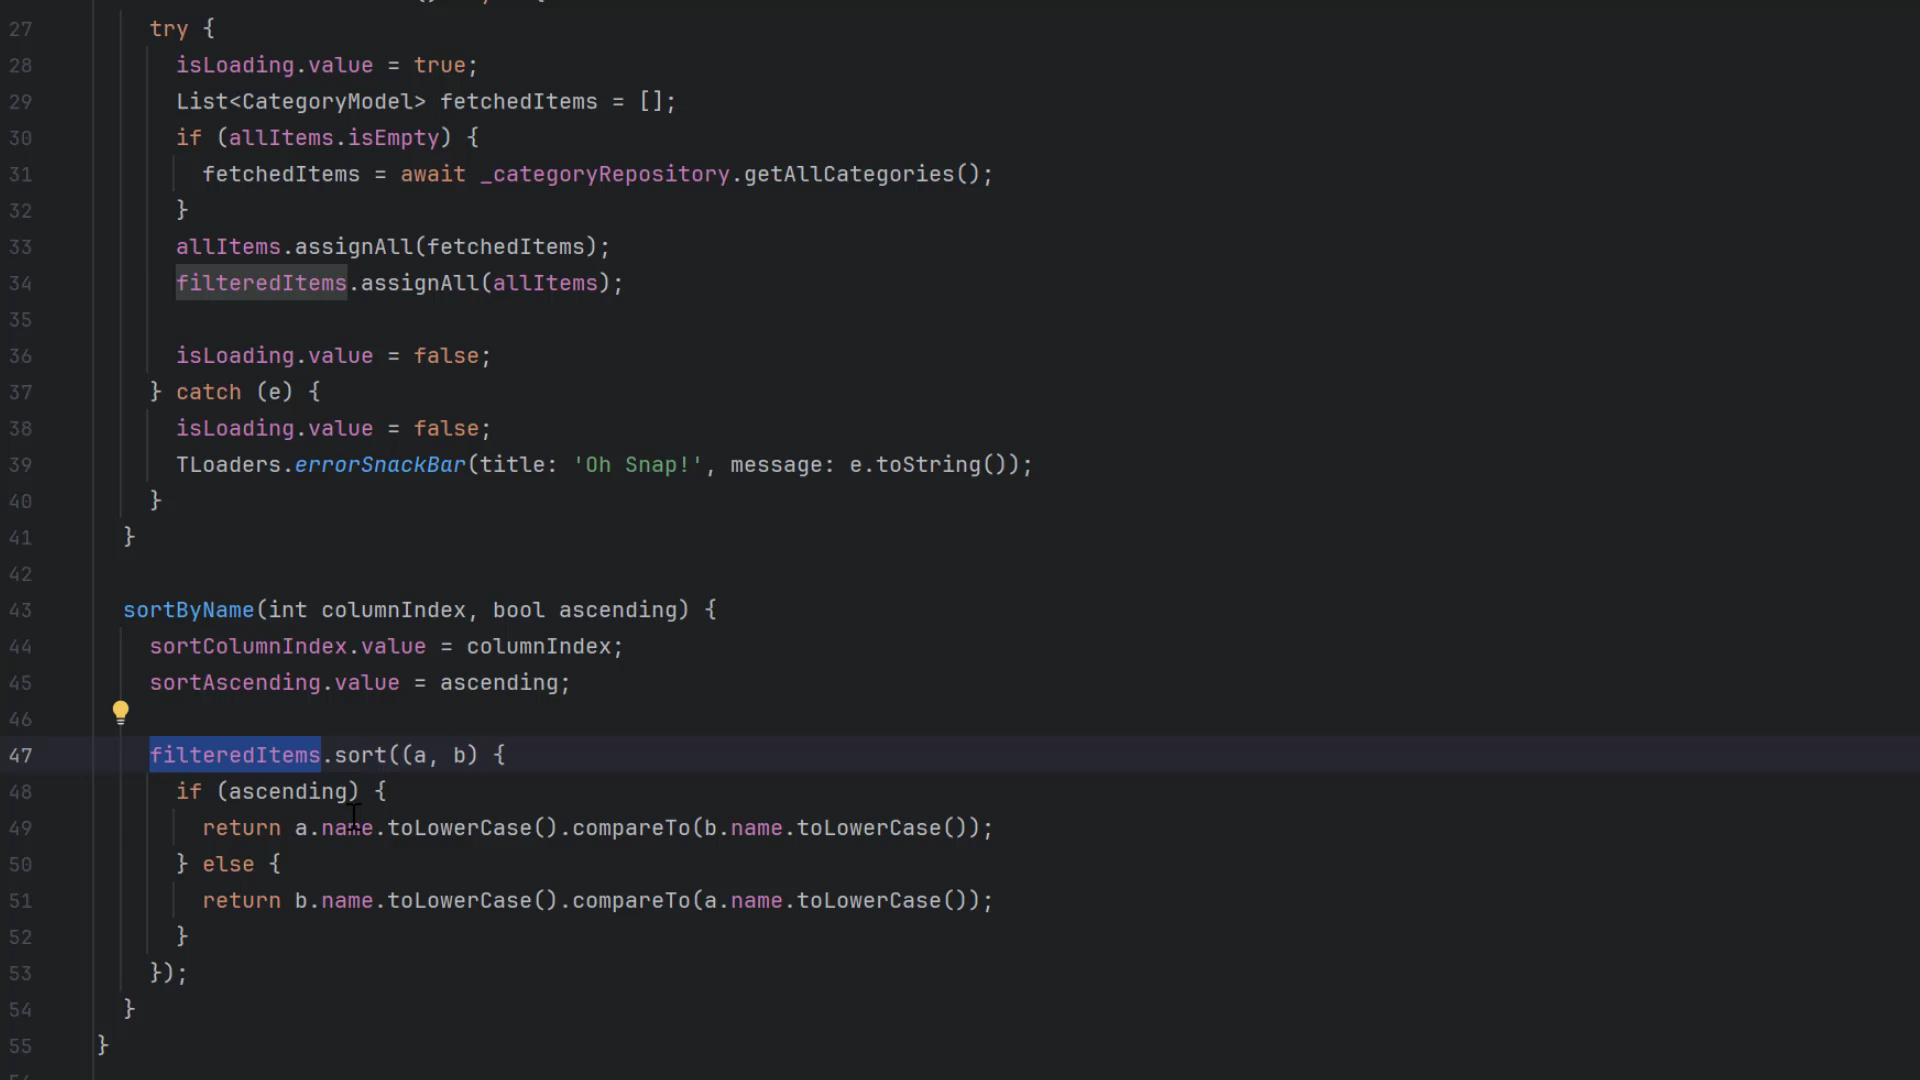 27 try {
28 isLoading.value = true;
29 List<CategoryModel> fetchedItems = [];
30 if (allItems.isEmpty) {
31 fetchedItems = await _categoryRepository.getAllCategories();
32 }
33 allItems.assignAll(fetchedItems);
34 filteredItems.assignAll(allItems);
35
36 isLoading.value = false;
37 } catch (e) {
38 isLoading.value = false;
39 TLoaders.errorSnackBar(title: 'Oh Snap!', message: e.toString());
40 }
41 }
42
43 sortByName(int columnIndex, bool ascending) {
44 sortColumnIndex.value = columnIndex;
45 sortAscending.value = ascending;
46
47 filteredItems.sort((a, b) {
48 if (ascending) {
49 return a.name.toLowerCase().compareTo(b.name.toLowerCase());
50 } else {
51 return b.name.toLowerCase().compareTo(a.name.toLowerCase());
52 }
53 });
54 }
55 }